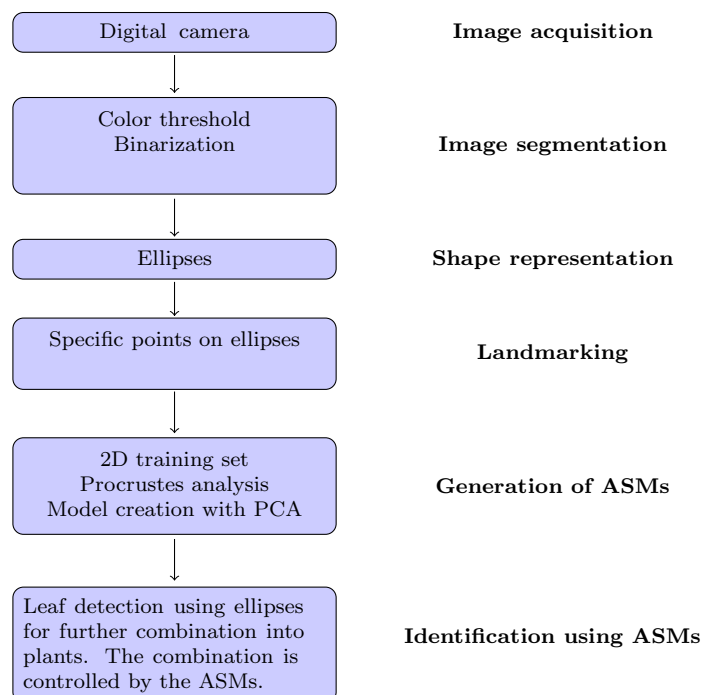 Digital camera
Image acquisition
Color threshold
Binarization
Image segmentation
Ellipses
Shape representation
Specific points on ellipses
Landmarking
2D training set
Procrustes analysis
Model creation with PCA
Generation of ASMs
Leaf detection using ellipses
for further combination into
plants. The combination is
controlled by the ASMs.
Identification using ASMs